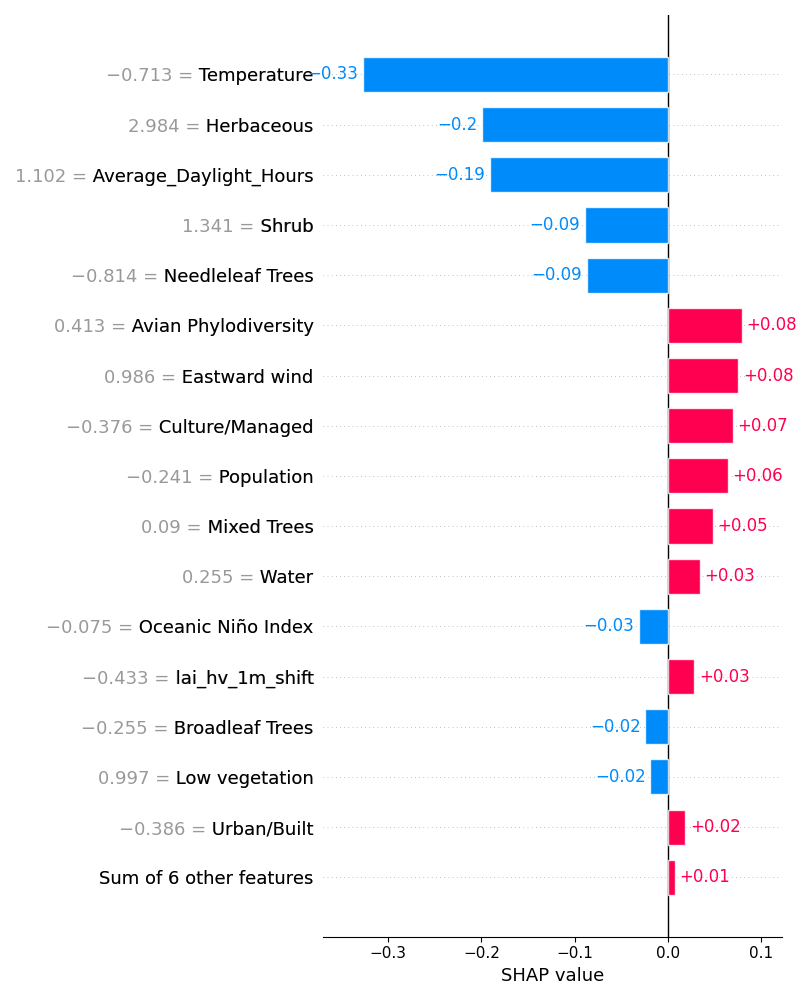 −0.713 = Temperature −0.33
2.984 = Herbaceous −0.2
1.102 = Average_Daylight_Hours −0.19
1.341 = Shrub −0.09
−0.814 = Needleleaf Trees −0.09
0.413 = Avian Phylodiversity +0.08
0.986 = Eastward wind +0.08
−0.376 = Culture/Managed +0.07
−0.241 = Population +0.06
0.09 = Mixed Trees +0.05
0.255 = Water +0.03
−0.075 = Oceanic Niño Index −0.03
−0.433 = lai_hv_1m_shift +0.03
−0.255 = Broadleaf Trees −0.02
0.997 = Low vegetation −0.02
−0.386 = Urban/Built +0.02
Sum of 6 other features +0.01
−0.3 −0.2 −0.1 0.0 0.1
SHAP value